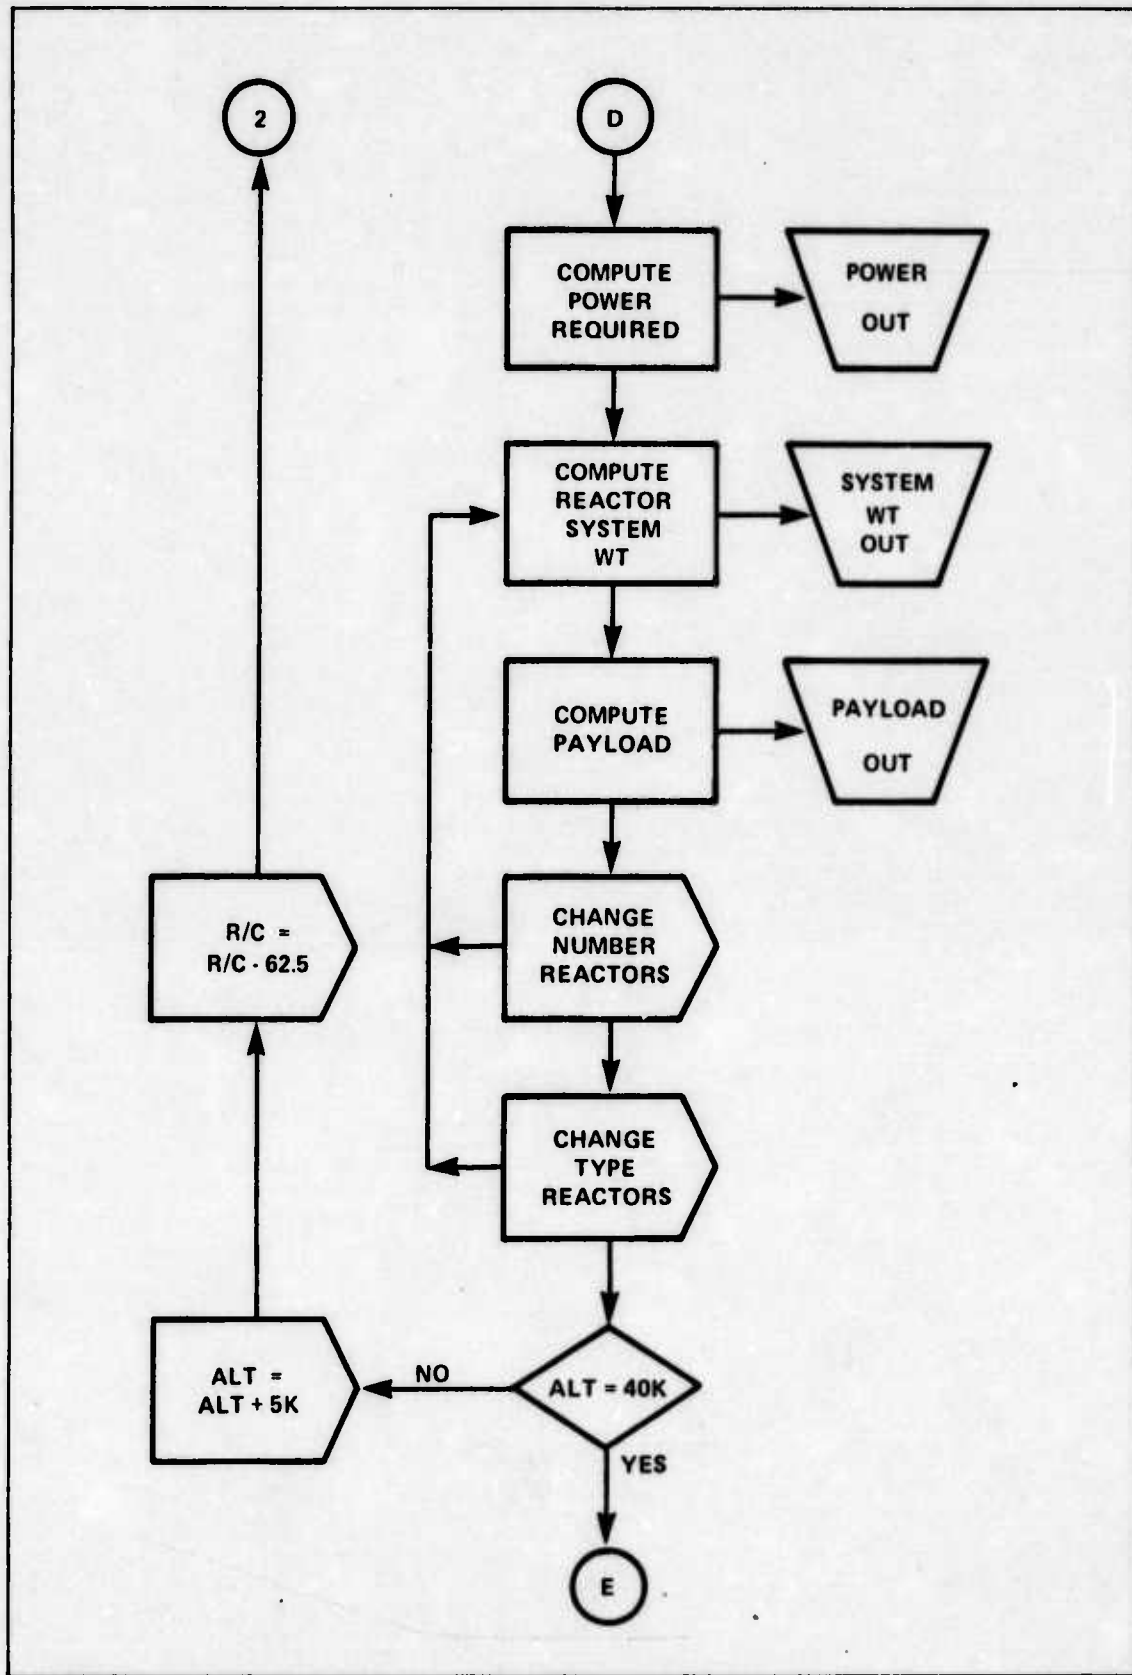 2
D
COMPUTE
POWER
REQUIRED
POWER
OUT
COMPUTE
REACTOR
SYSTEM
WT
SYSTEM
WT
OUT
COMPUTE
PAYLOAD
PAYLOAD
OUT
R/C =
R/C - 62.5
CHANGE
NUMBER
REACTORS
CHANGE
TYPE
REACTORS
ALT =
ALT + 5K
NO
ALT = 40K
YES
E